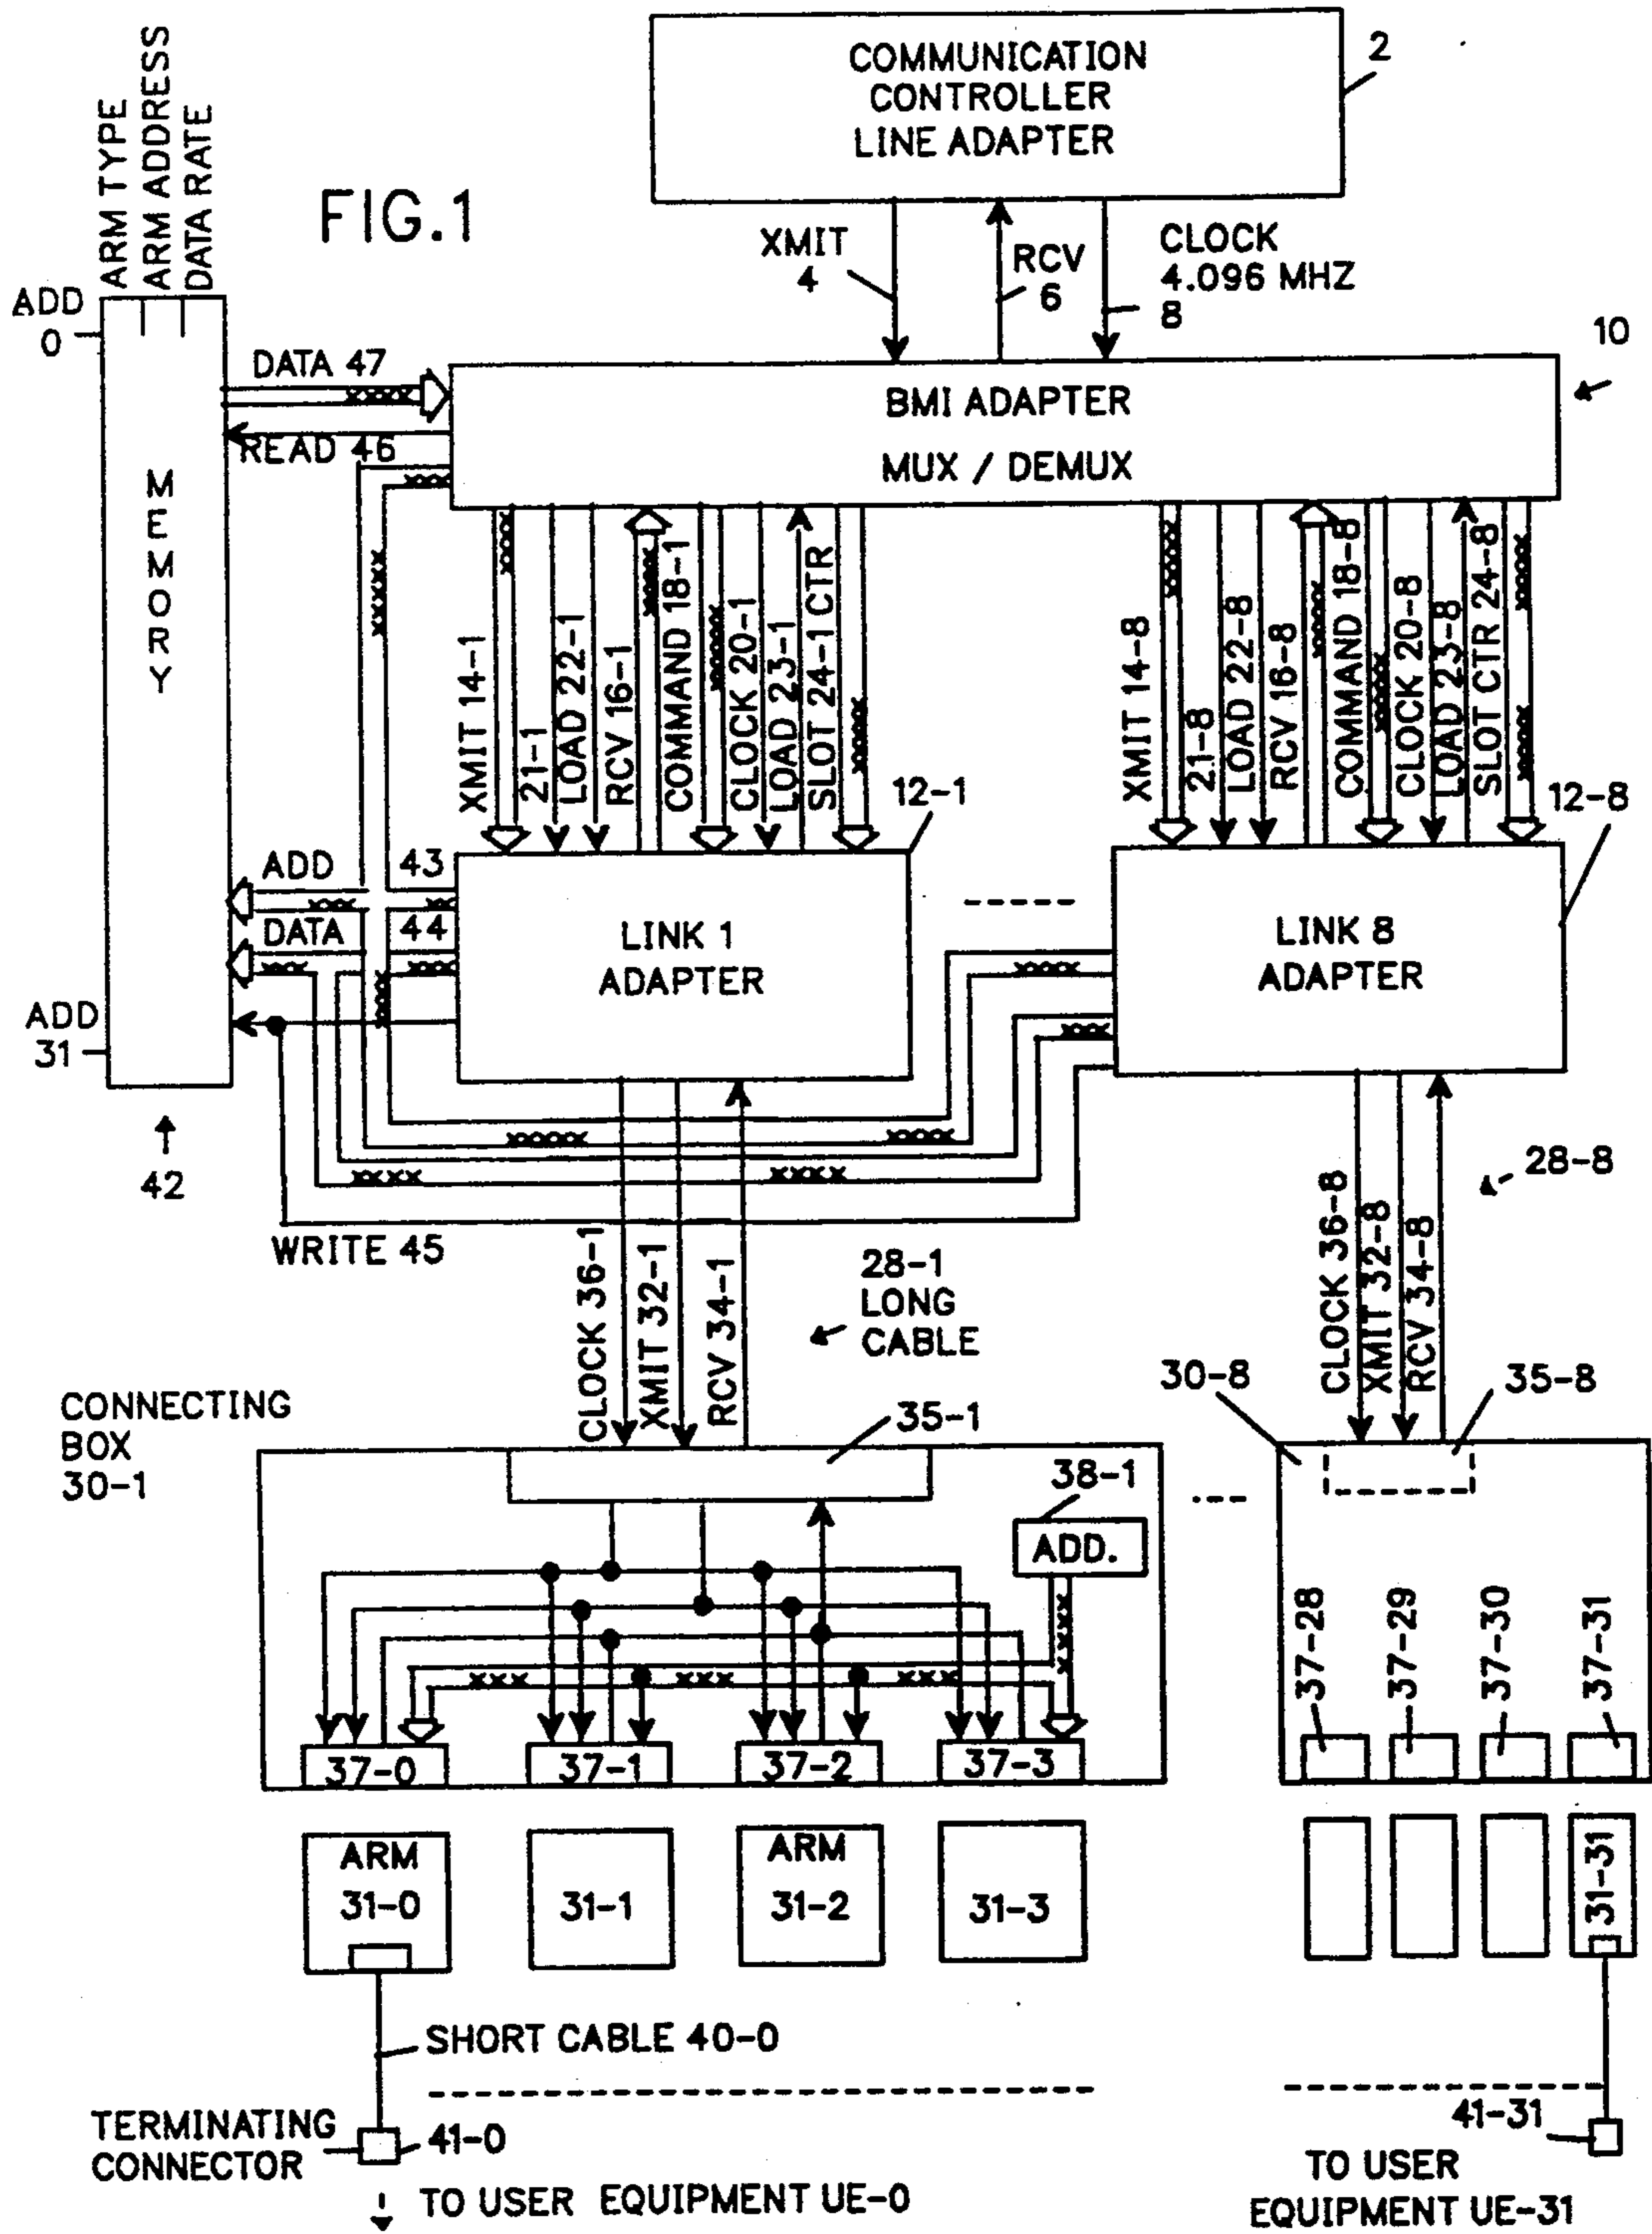 COMMUNICATION
CONTROLLER
LINE ADAPTER
2
ARM TYPE
ARM ADDRESS
DATA RATE
FIG.1
XMIT
4
RCV
6
CLOCK
4.096 MHZ
8
10
ADD
0
DATA 47
READ 46
BMI ADAPTER
MUX / DEMUX
MEMORY
XMIT 14-1
21-1
LOAD 22-1
RCV 16-1
COMMAND 18-1
CLOCK 20-1
LOAD 23-1
SLOT 24-1 CTR
XMIT 14-8
21-8
LOAD 22-8
RCV 16-8
COMMAND 18-8
CLOCK 20-8
LOAD 23-8
SLOT CTR 24-8
12-1
12-8
ADD 43
DATA 44
LINK 1
ADAPTER
LINK 8
ADAPTER
ADD
31
42
WRITE 45
CLOCK 36-1
XMIT 32-1
RCV 34-1
28-1
LONG
CABLE
CLOCK 36-8
XMIT 32-8
RCV 34-8
28-8
CONNECTING
BOX
30-1
35-1
38-1
ADD.
30-8
35-8
37-0
37-1
37-2
37-3
37-28
37-29
37-30
37-31
ARM
31-0
31-1
ARM
31-2
31-3
31-31
SHORT CABLE 40-0
TERMINATING
CONNECTOR
41-0
41-31
TO USER EQUIPMENT UE-0
TO USER
EQUIPMENT UE-31